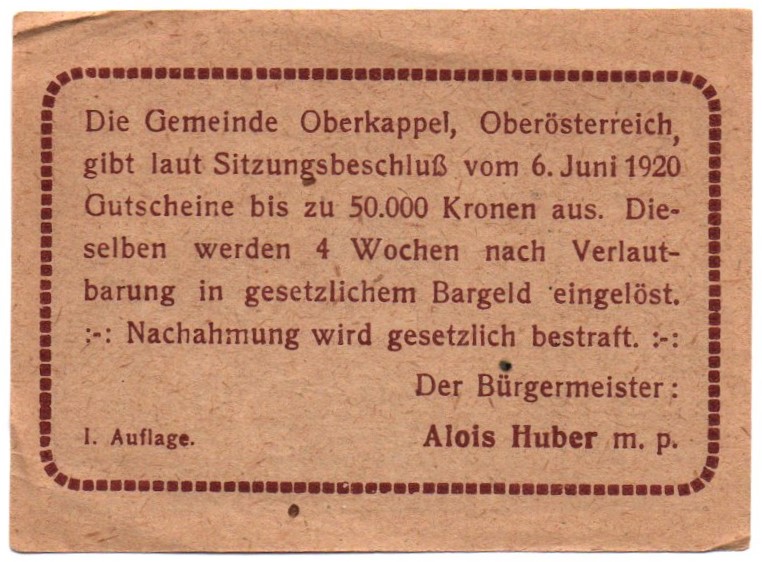 Die Gemeinde Oberkappel, Oberösterreich,
gibt laut Sitzungsbeschluß vom 6. Juni 1920
Gutscheine bis zu 50.000 Kronen aus. Die-
selben werden 4 Wochen nach Verlaut-
barung in gesetzlichem Bargeld eingelöst.
:-: Nachahmung wird gesetzlich bestraft. :-:
Der Bürgermeister:
I. Auflage. Alois Huber m. p.